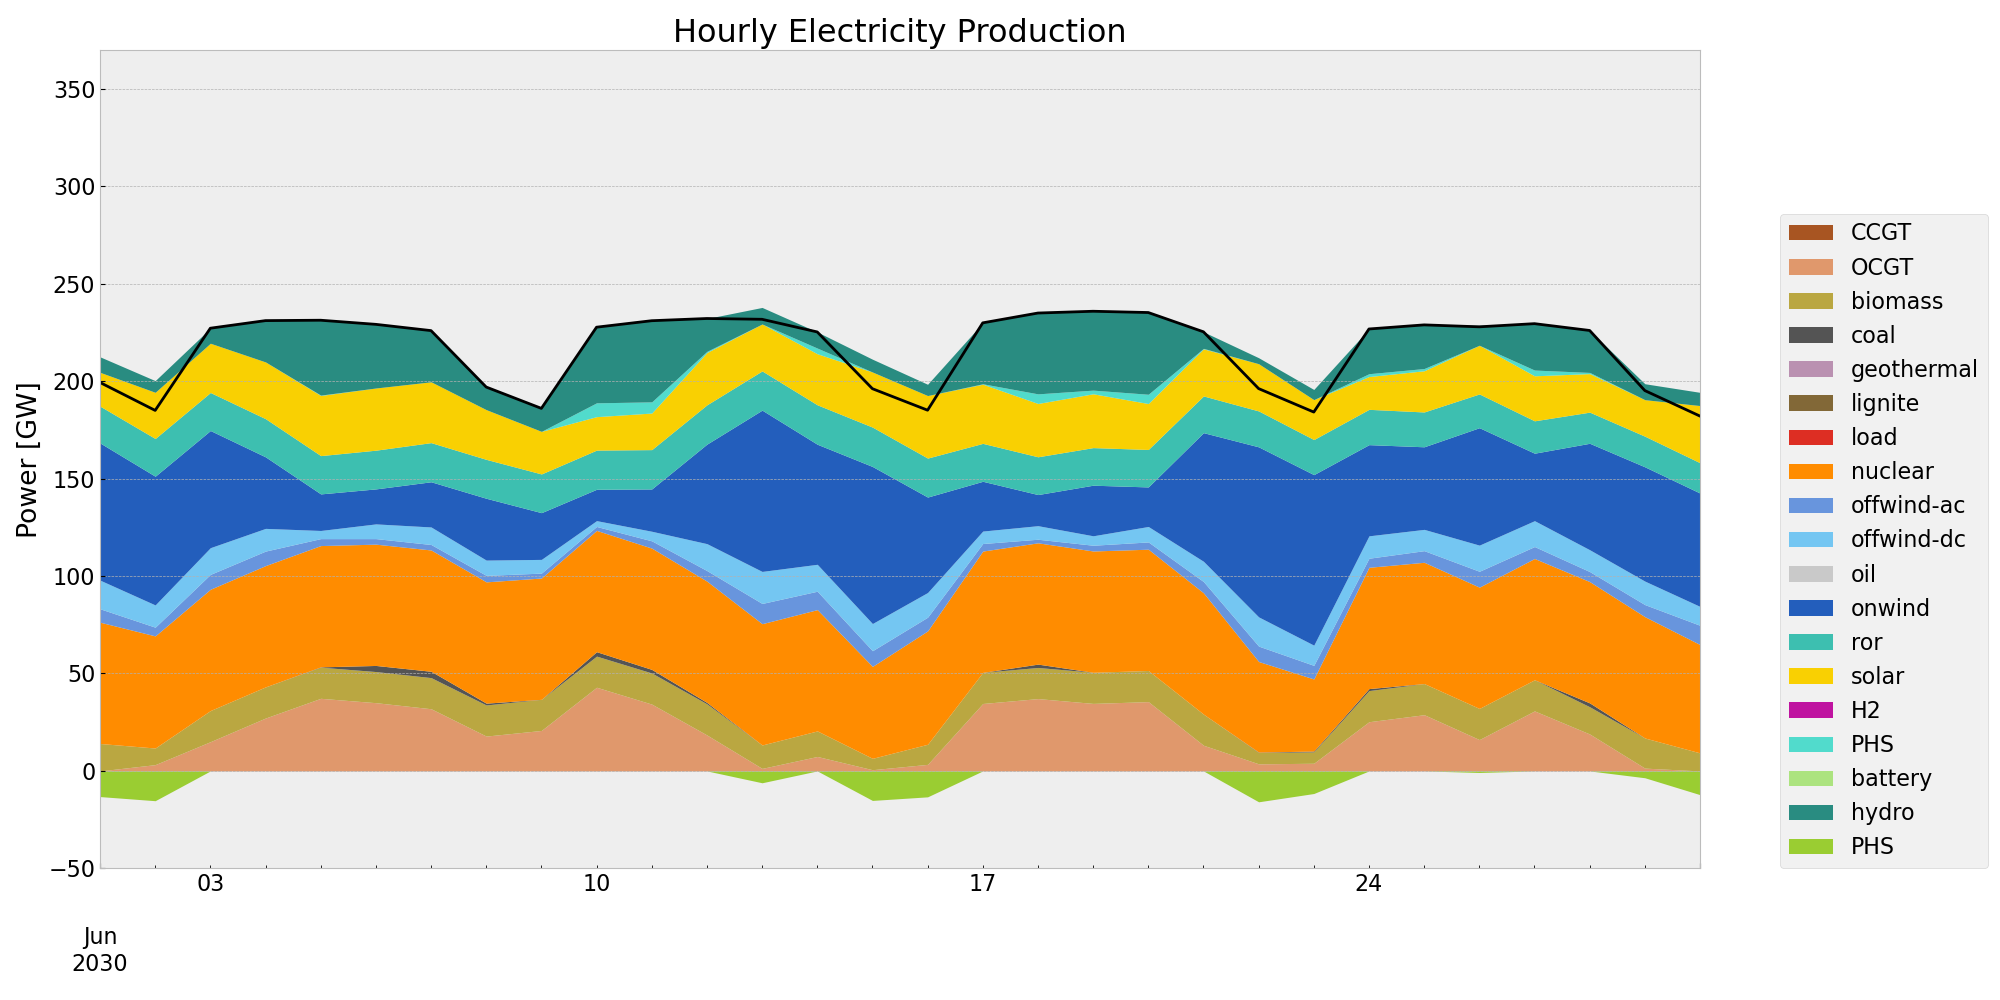 Hourly Electricity Production
Power [GW]
350
300
250
200
150
100
50
0
−50
03
10
17
24
Jun
2030
CCGT
OCGT
biomass
coal
geothermal
lignite
load
nuclear
offwind-ac
offwind-dc
oil
onwind
ror
solar
H2
PHS
battery
hydro
PHS